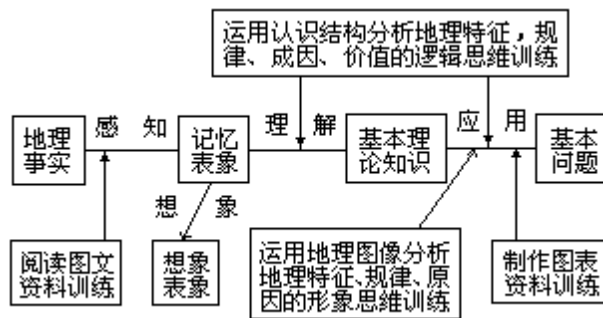 运用认识结构分析地理特征，规
律、成因、价值的逻辑思维训练
地理
事实
感 知
记忆
表象
理 解
基本理
论知识
应 用
基本
问题
想 象
阅读图文
资料训练
想象
表象
运用地理图像分析
地理特征、规律、原
因的形象思维训练
制作图表
资料训练